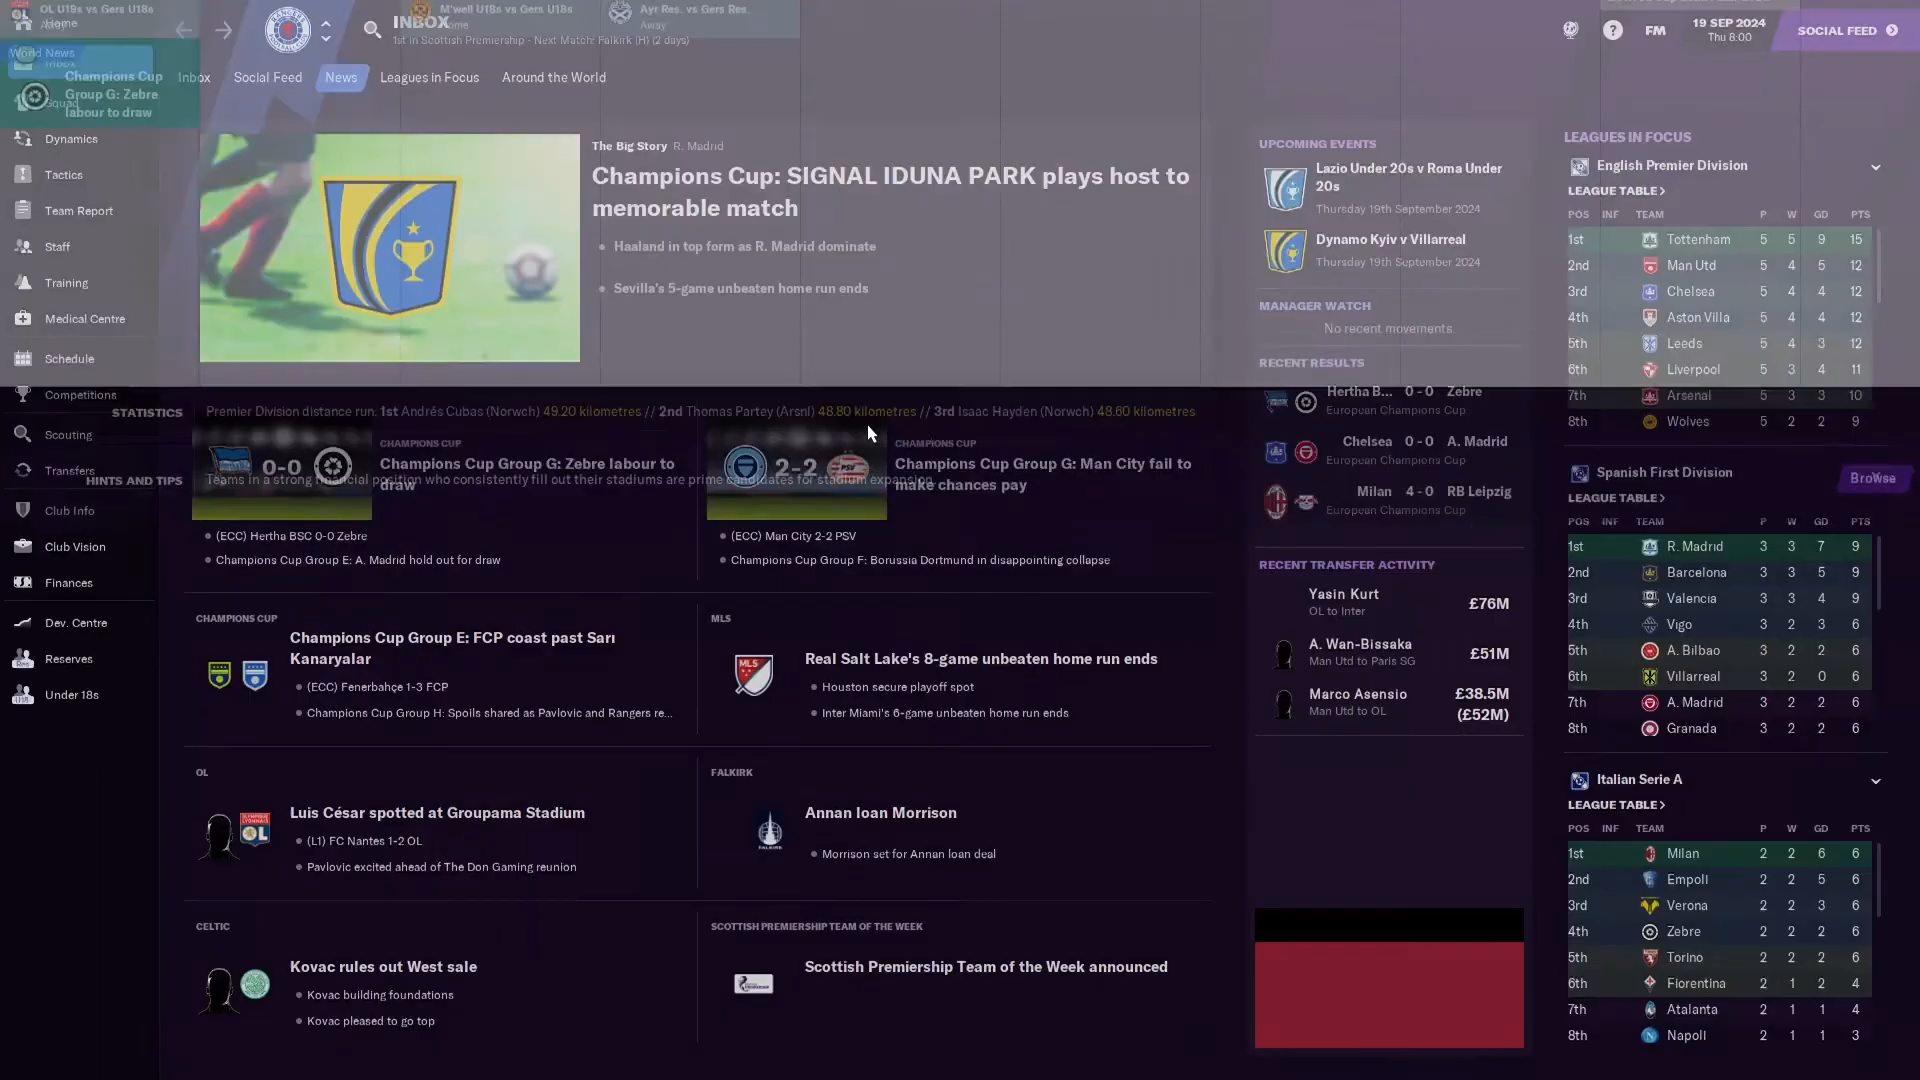 OL U19s vs Gers U18s
Away
M'well U18s vs Gers U18s
Home
Ayr Res. vs Gers Res.
Away
Home
INBOX
1st in Scottish Premiership - Next Match: Falkirk (H) (2 days)
FM
19 SEP 2024
Thu 8:00
SOCIAL FEED
World News
Inbox
Champions Cup
Group G: Zebre
labour to draw
Squad
Inbox
Social Feed
News
Leagues in Focus
Around the World
Dynamics
Tactics
Team Report
Staff
Training
Medical Centre
Schedule
Competitions
Scouting
Transfers
Club Info
Club Vision
Finances
Dev. Centre
Reserves
Under 18s
The Big Story R. Madrid
Champions Cup: SIGNAL IDUNA PARK plays host to
memorable match
Haaland in top form as R. Madrid dominate
Sevilla's 5-game unbeaten home run ends
STATISTICS
Premier Division distance run. 1st Andrés Cubas (Norwch) 49.20 kilometres // 2nd Thomas Partey (Arsnl) 48.80 kilometres // 3rd Isaac Hayden (Norwch) 48.60 kilometres
HINTS AND TIPS
Teams in a strong financial position who consistently fill out their stadiums are prime candidates for stadium expansion
0-0
CHAMPIONS CUP
Champions Cup Group G: Zebre labour to
draw
(ECC) Hertha BSC 0-0 Zebre
Champions Cup Group E: A. Madrid hold out for draw
2-2
PSV
CHAMPIONS CUP
Champions Cup Group G: Man City fail to
make chances pay
(ECC) Man City 2-2 PSV
Champions Cup Group F: Borussia Dortmund in disappointing collapse
CHAMPIONS CUP
Champions Cup Group E: FCP coast past Sarı
Kanaryalar
(ECC) Fenerbahçe 1-3 FCP
Champions Cup Group H: Spoils shared as Pavlovic and Rangers re...
MLS
MLS
Real Salt Lake's 8-game unbeaten home run ends
Houston secure playoff spot
Inter Miami's 6-game unbeaten home run ends
OL
OL
Luis César spotted at Groupama Stadium
(L1) FC Nantes 1-2 OL
Pavlovic excited ahead of The Don Gaming reunion
FALKIRK
FALKIRK
Annan loan Morrison
Morrison set for Annan loan deal
CELTIC
Kovac rules out West sale
Kovac building foundations
Kovac pleased to go top
SCOTTISH PREMIERSHIP TEAM OF THE WEEK
Scottish Premiership Team of the Week announced
UPCOMING EVENTS
Lazio Under 20s v Roma Under
20s
Thursday 19th September 2024
Dynamo Kyiv v Villarreal
Thursday 19th September 2024
MANAGER WATCH
No recent movements
RECENT RESULTS
Hertha B... 0-0 Zebre
European Champions Cup
Chelsea 0-0 A. Madrid
European Champions Cup
Milan 4-0 RB Leipzig
European Champions Cup
RECENT TRANSFER ACTIVITY
Yasin Kurt £76M
OL to Inter
A. Wan-Bissaka £51M
Man Utd to Paris SG
Marco Asensio £38.5M
Man Utd to OL (£52M)
LEAGUES IN FOCUS
English Premier Division
LEAGUE TABLE >
POS INF TEAM P W GD PTS
1st Tottenham 5 5 9 15
2nd Man Utd 5 4 5 12
3rd Chelsea 5 4 4 12
4th Aston Villa 5 4 4 12
5th Leeds 5 4 3 12
6th Liverpool 5 3 4 11
7th Arsenal 5 3 3 10
8th Wolves 5 2 2 9
Spanish First Division
Browse
LEAGUE TABLE >
POS INF TEAM P W GD PTS
1st R. Madrid 3 3 7 9
2nd Barcelona 3 3 5 9
3rd Valencia 3 3 4 9
4th Vigo 3 2 3 6
5th A. Bilbao 3 2 2 6
6th Villarreal 3 2 0 6
7th A. Madrid 3 2 2 6
8th Granada 3 2 2 6
Italian Serie A
LEAGUE TABLE >
POS INF TEAM P W GD PTS
1st Milan 2 2 6 6
2nd Empoli 2 2 5 6
3rd Verona 2 2 3 6
4th Zebre 2 2 2 6
5th Torino 2 2 2 6
6th Fiorentina 2 1 2 4
7th Atalanta 2 1 1 4
8th Napoli 2 1 1 3